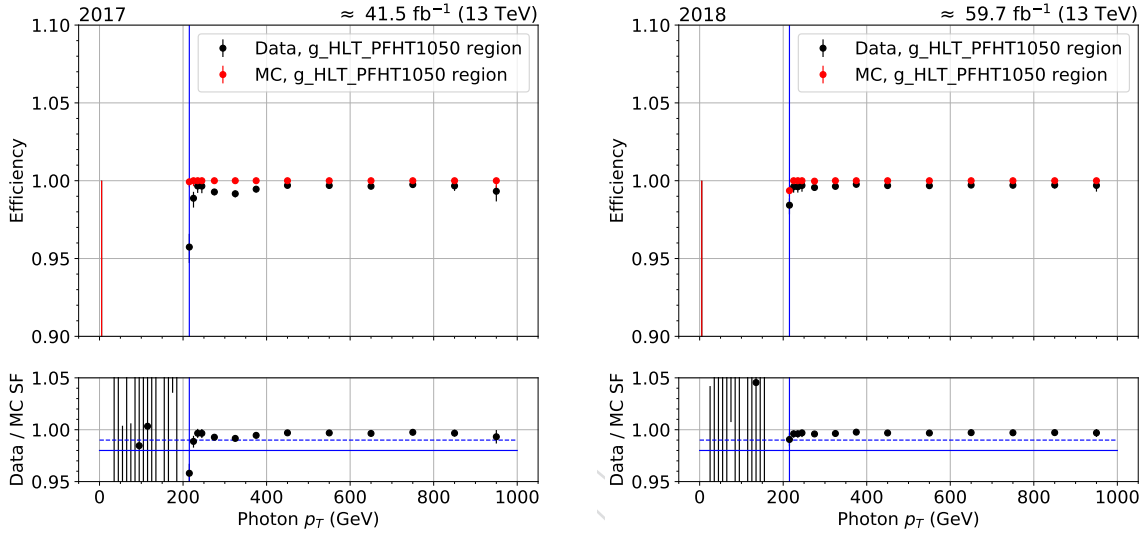 2017 ≈ 41.5 fb⁻¹ (13 TeV)
Data, g_HLT_PFHT1050 region
MC, g_HLT_PFHT1050 region
Efficiency
1.10
1.05
1.00
0.95
0.90
Data / MC SF
1.05
1.00
0.95
0 200 400 600 800 1000
Photon p_T (GeV)
2018 ≈ 59.7 fb⁻¹ (13 TeV)
Data, g_HLT_PFHT1050 region
MC, g_HLT_PFHT1050 region
Efficiency
1.10
1.05
1.00
0.95
0.90
Data / MC SF
1.05
1.00
0.95
0 200 400 600 800 1000
Photon p_T (GeV)